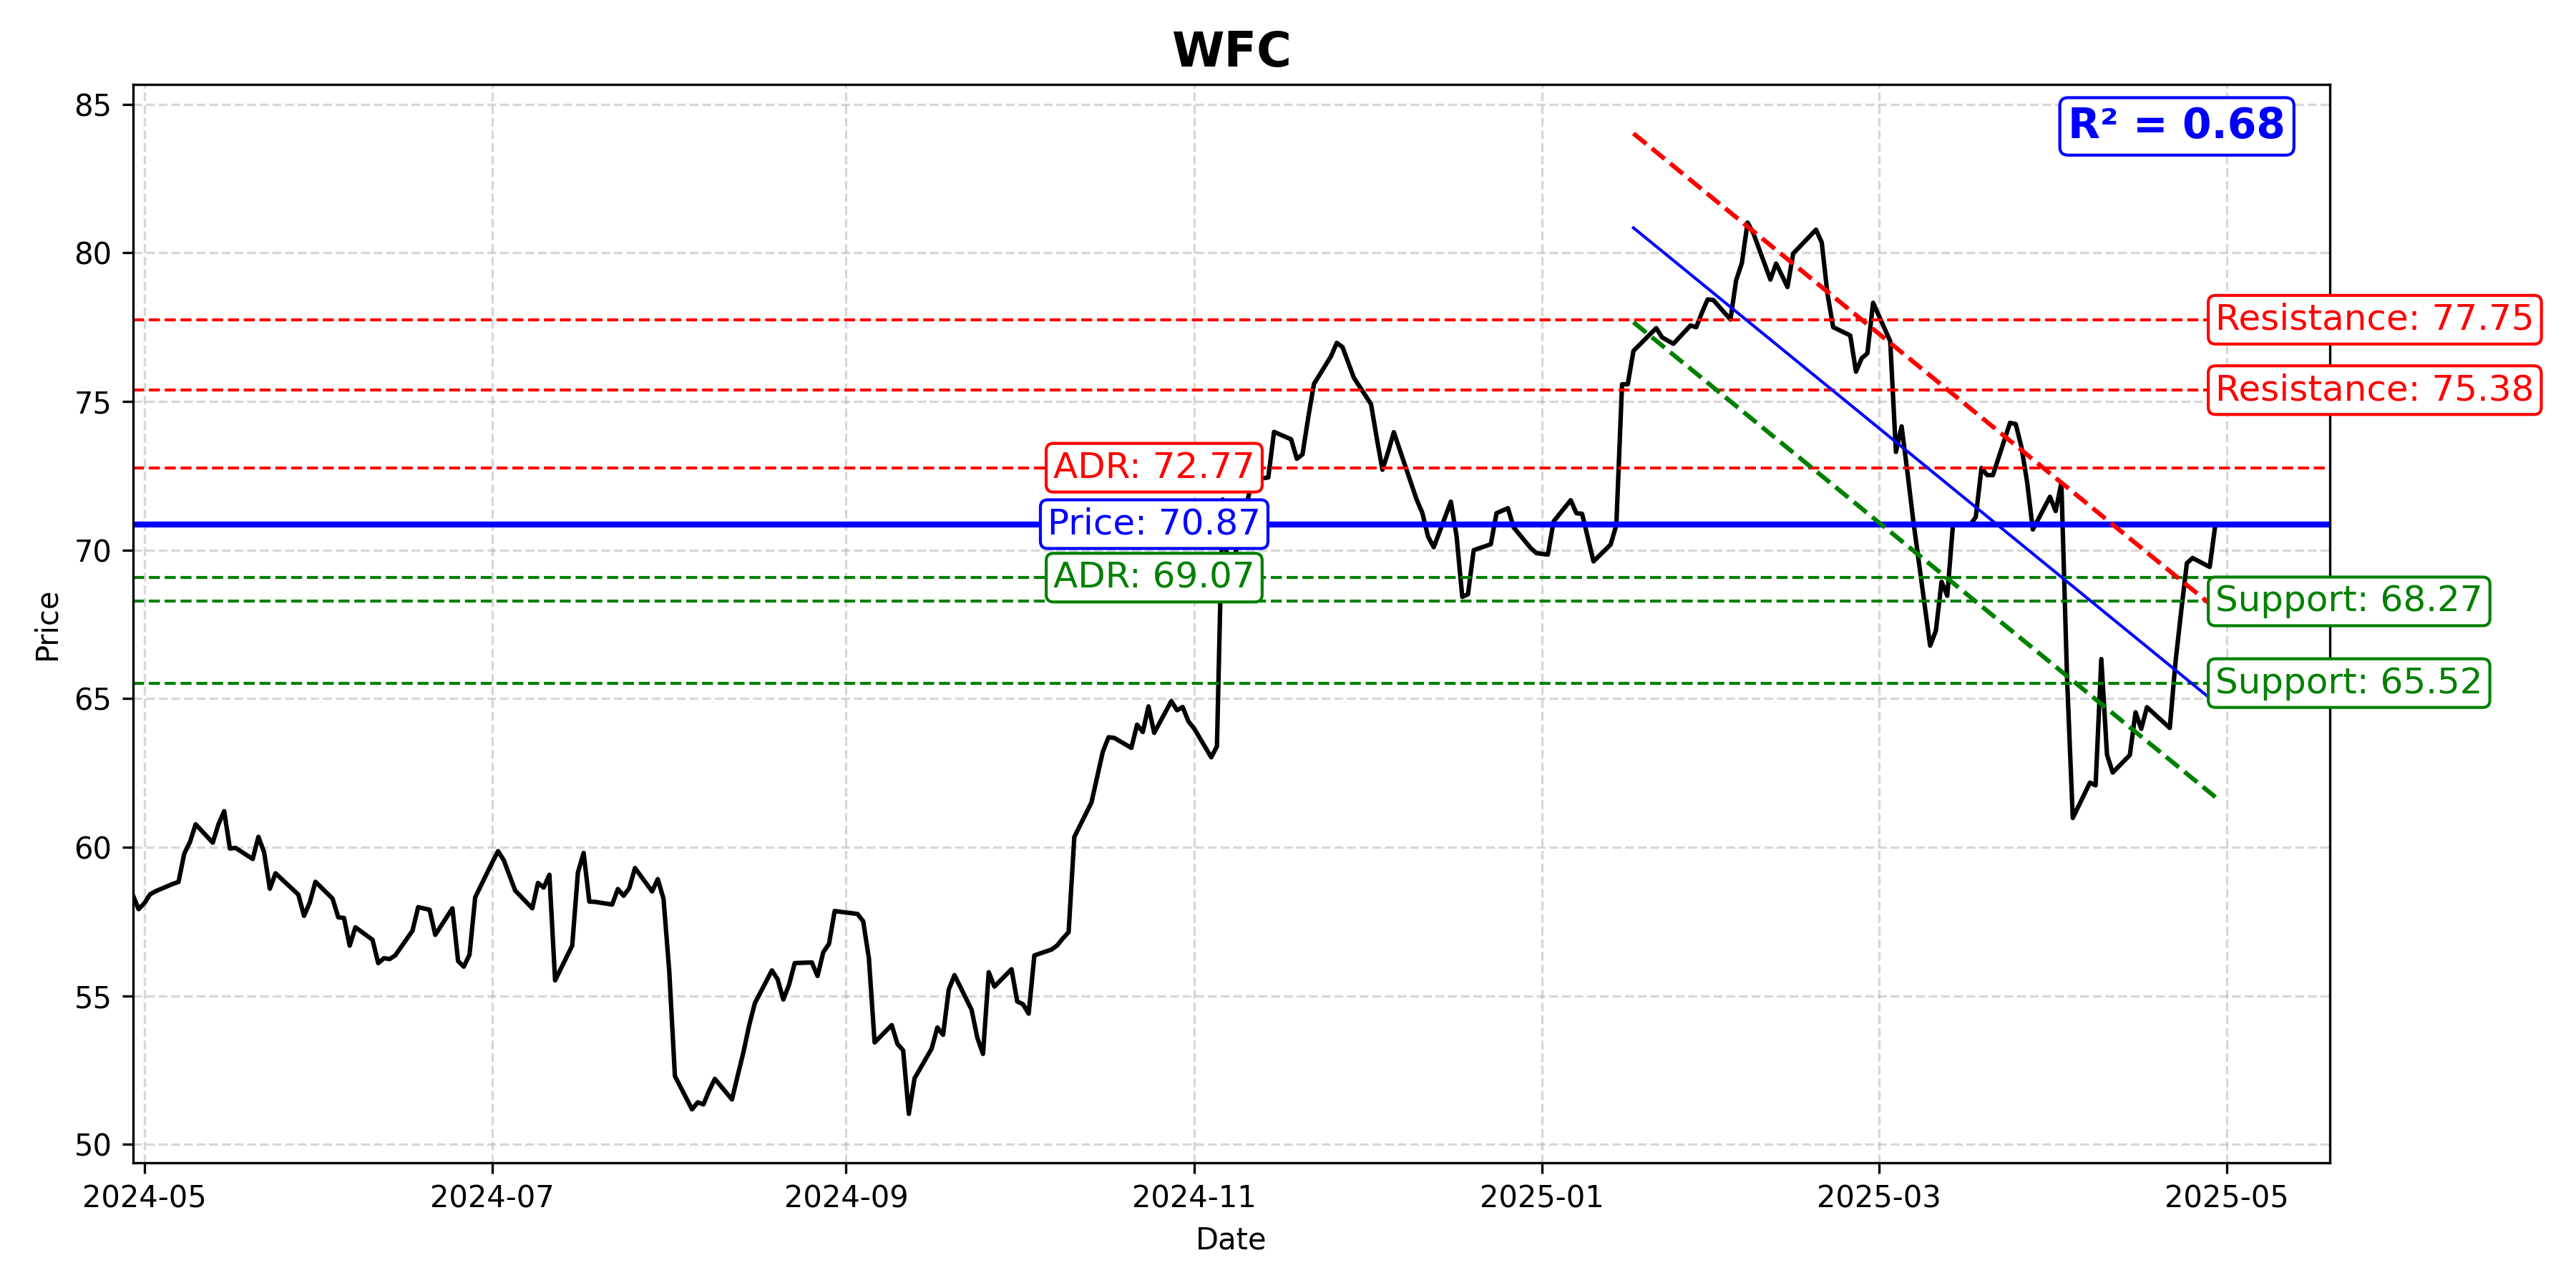 WFC
85
80
75
70
65
60
55
50
Price
R² = 0.68
Resistance: 77.75
Resistance: 75.38
ADR: 72.77
Price: 70.87
ADR: 69.07
Support: 68.27
Support: 65.52
2024-05
2024-07
2024-09
2024-11
2025-01
2025-03
2025-05
Date